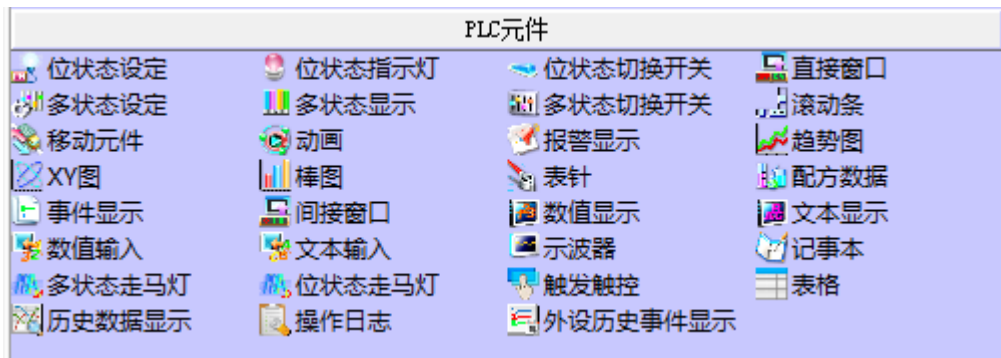 PLC元件
位状态设定 位状态指示灯 位状态切换开关 直接窗口
多状态设定 多状态显示 多状态切换开关 滚动条
移动元件 动画 报警显示 趋势图
XY图 棒图 表针 配方数据
事件显示 间接窗口 数值显示 文本显示
数值输入 文本输入 示波器 记事本
多状态走马灯 位状态走马灯 触发触控 表格
历史数据显示 操作日志 外设历史事件显示